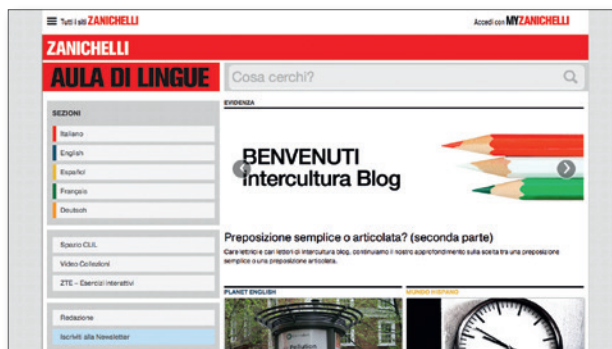 Tutti i siti ZANICHELLI
Accedi con MYZANICHELLI
ZANICHELLI
AULA DI LINGUE
Cosa cerchi?
SEZIONI
Italiano
English
Español
Français
Deutsch
Spazio CLIL
Video Collezioni
ZTE – Esercizi interattivi
Redazione
Iscriviti alla Newsletter
EVIDENZA
BENVENUTI
Intercultura Blog
Preposizione semplice o articolata? (seconda parte)
Care lettrici e cari lettori di Intercultura blog, continuiamo il nostro approfondimento sulla scelta tra una preposizione
semplice o una preposizione articolata.
PLANET ENGLISH
MUNDO HISPANO
Pollution